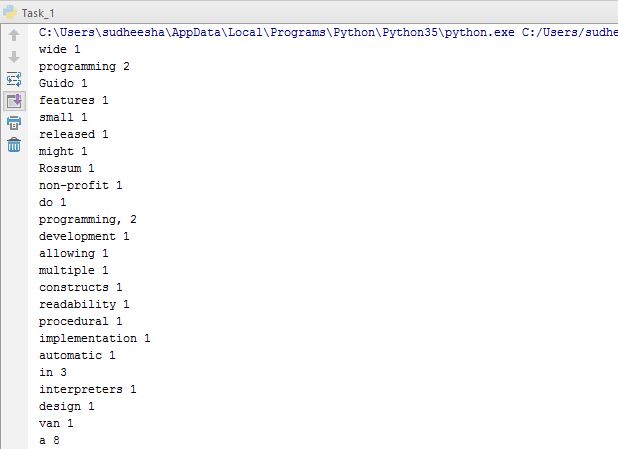 Task_1
C:\Users\sudheesha\AppData\Local\Programs\Python\Python35\python.exe C:/Users/sudhe
wide 1
programming 2
Guido 1
features 1
small 1
released 1
might 1
Rossum 1
non-profit 1
do 1
programming, 2
development 1
allowing 1
multiple 1
constructs 1
readability 1
procedural 1
implementation 1
automatic 1
in 3
interpreters 1
design 1
van 1
a 8